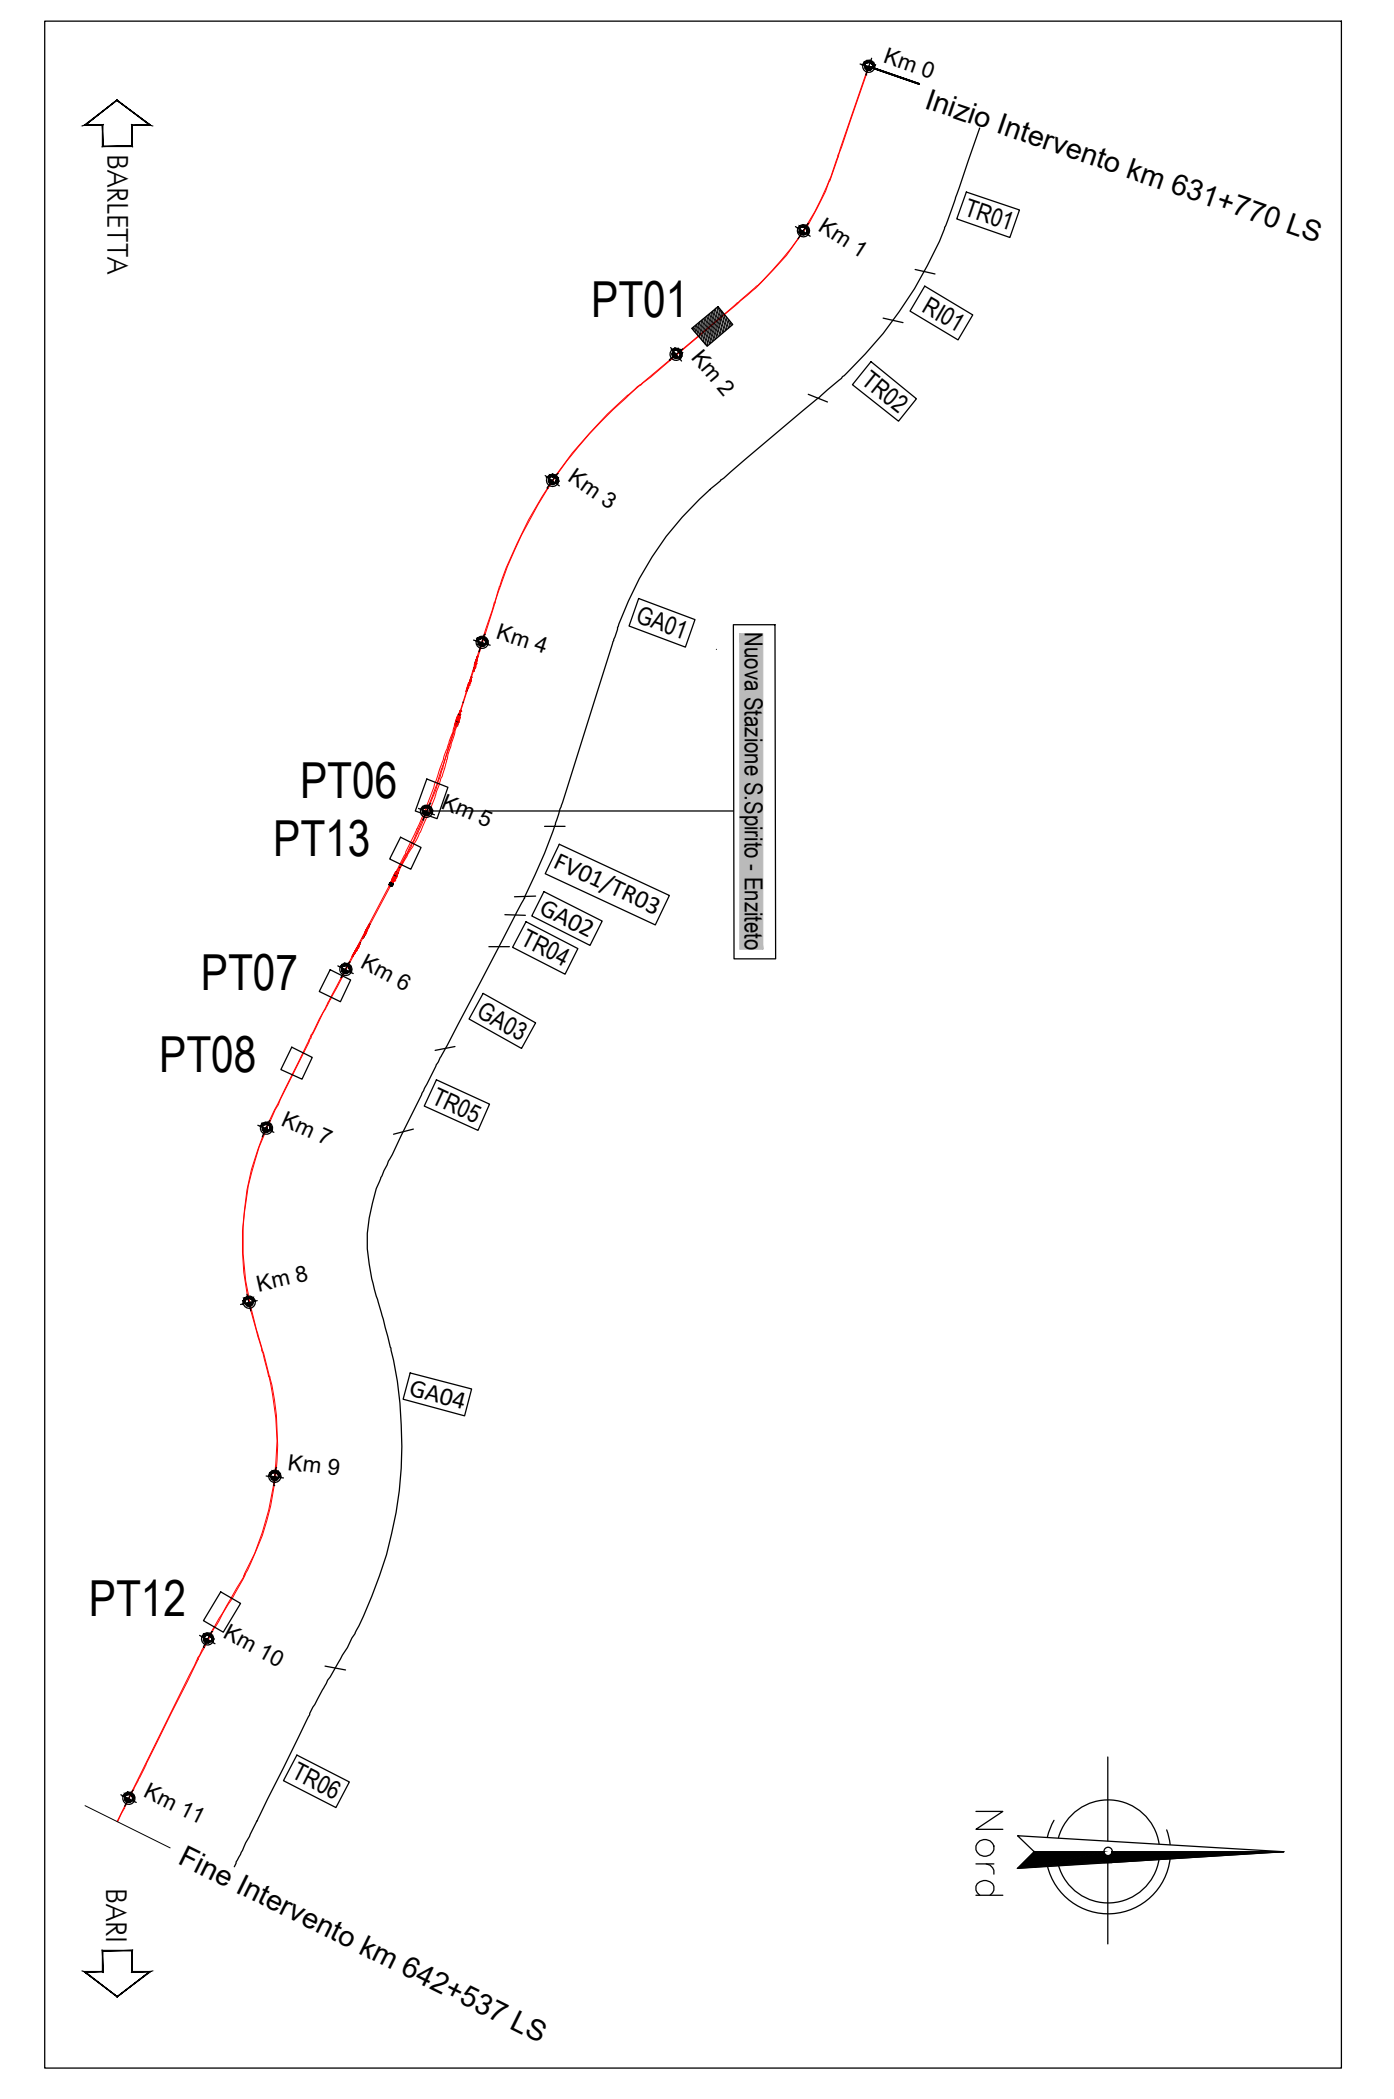 Km 0
Inizio Intervento km 631+770 LS
BARLETTA
TR01
Km 1
PT01
RI01
Km 2
TR02
Km 3
GA01
Km 4
Nuova Stazione S.Spirito - Enziteto
PT06
Km 5
PT13
FV01/TR03
GA02
TR04
PT07
Km 6
GA03
PT08
TR05
Km 7
Km 8
GA04
Km 9
PT12
Km 10
TR06
Km 11
Nord
Fine Intervento km 642+537 LS
BARI